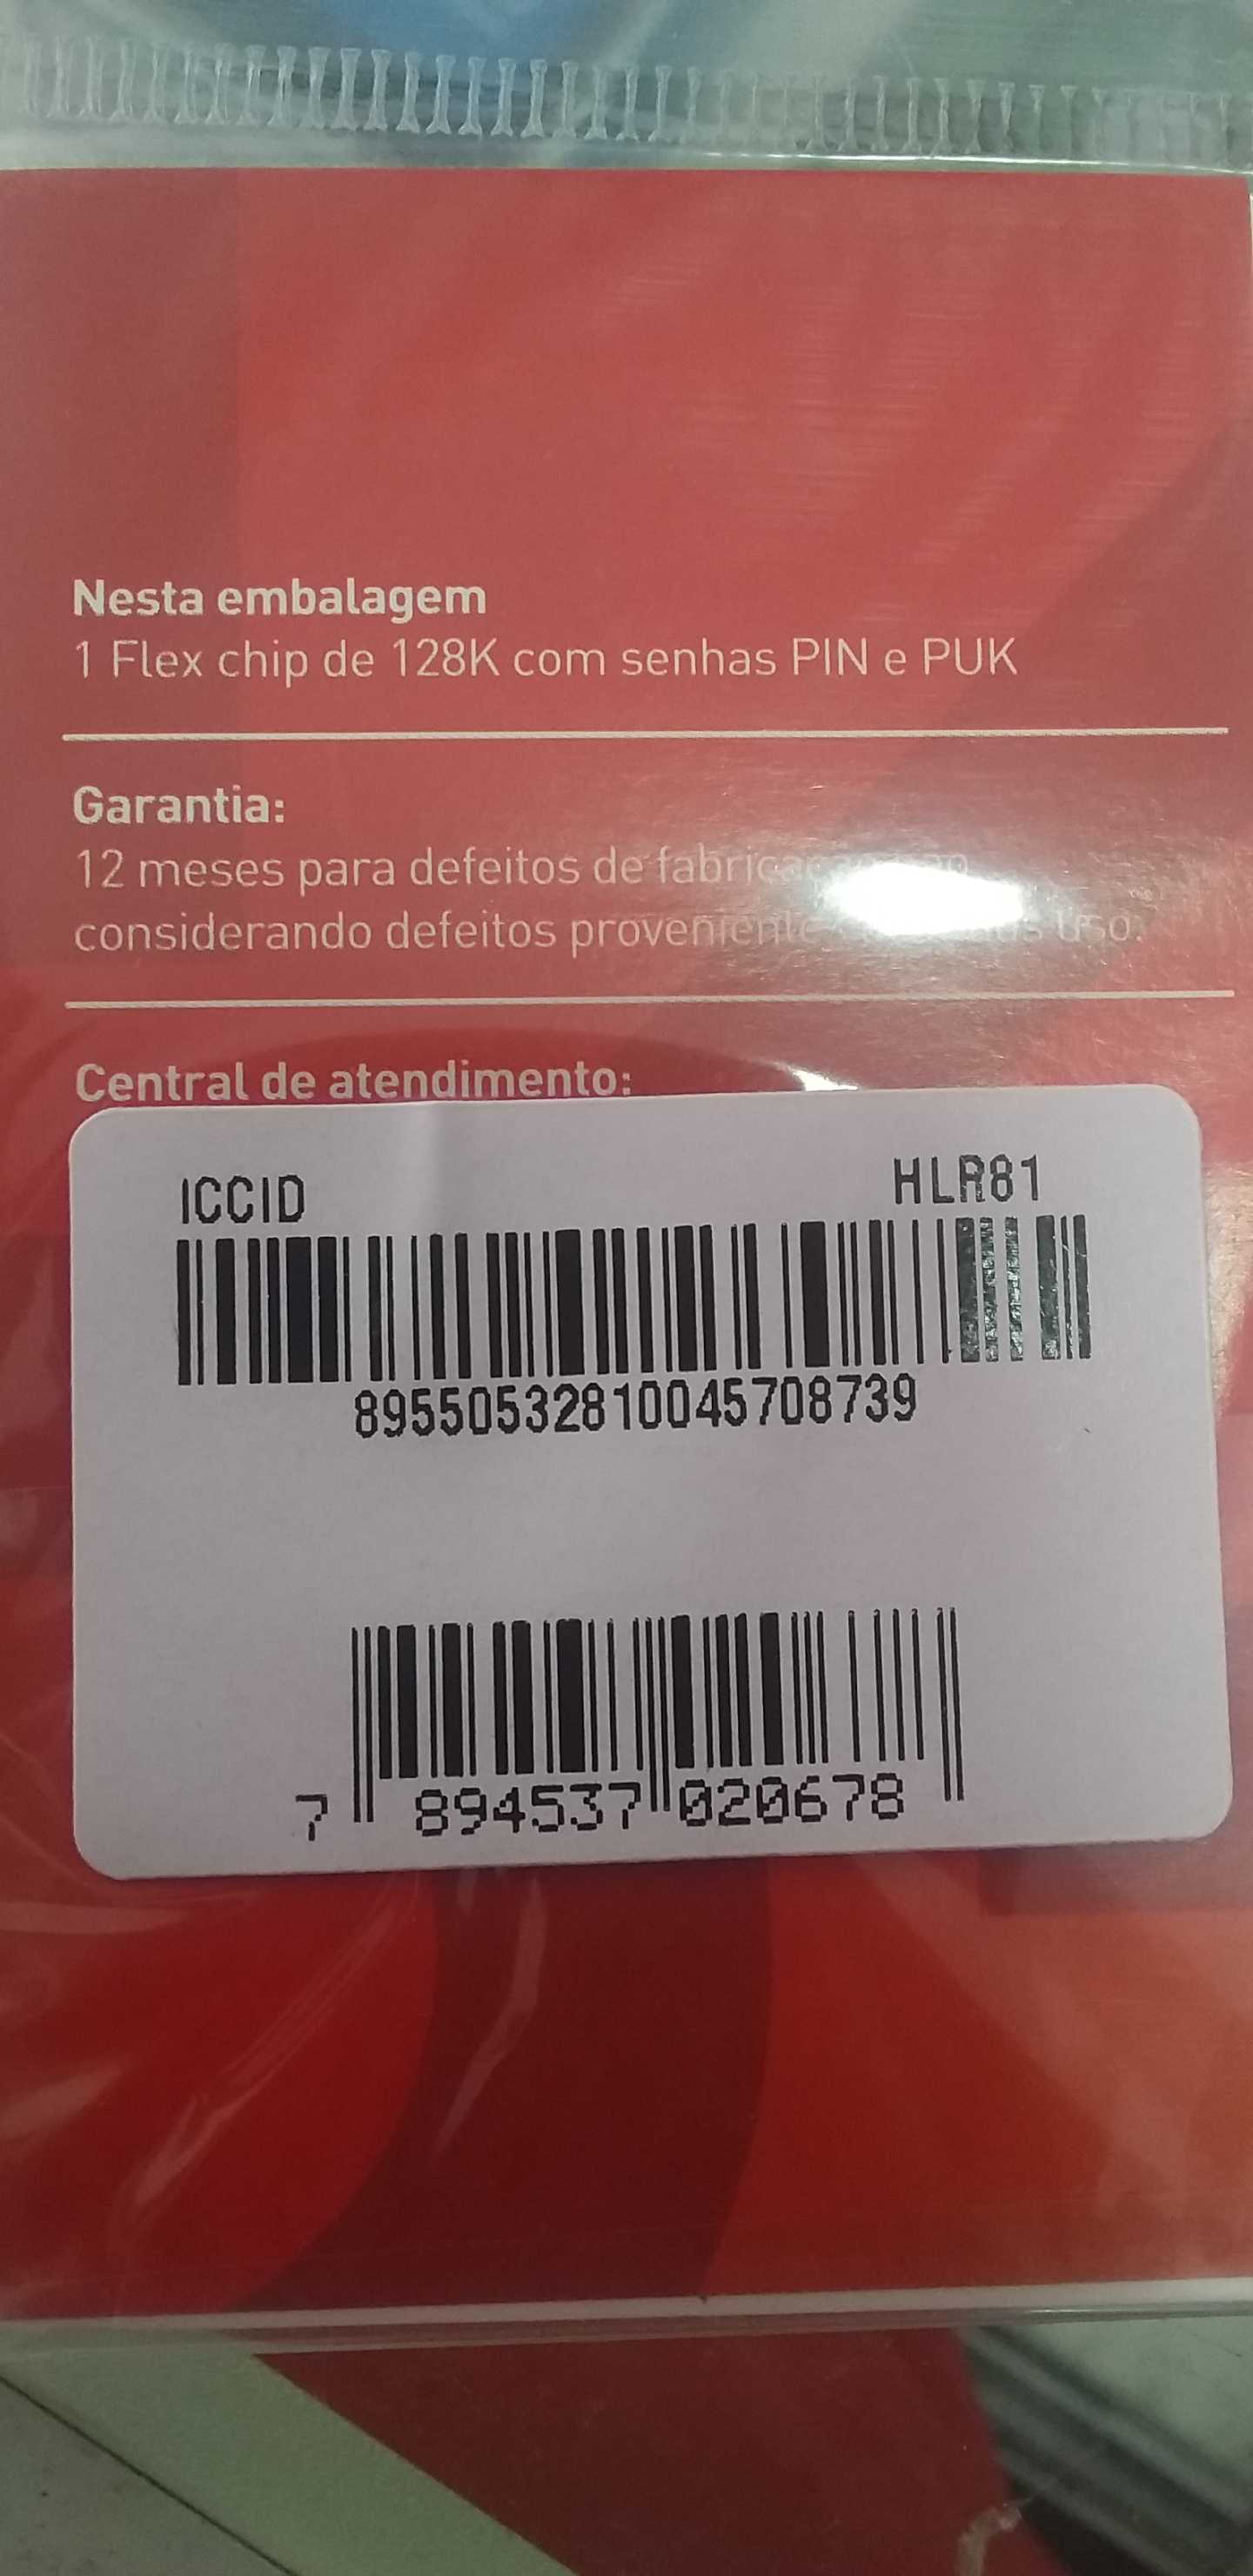 Nesta embalagem
1 Flex chip de 128K com senhas PIN e PUK
Garantia:
12 meses para defeitos de
considerando defeitos uso.
Central de atendimento:
ICCID HLR81
89550532810045708739
7 894537 020678